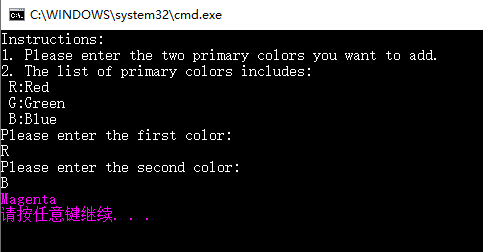 C:\WINDOWS\system32\cmd.exe
Instructions:
1. Please enter the two primary colors you want to add.
2. The list of primary colors includes:
R:Red
G:Green
B:Blue
Please enter the first color:
R
Please enter the second color:
B
Magenta
请按任意键继续. . .